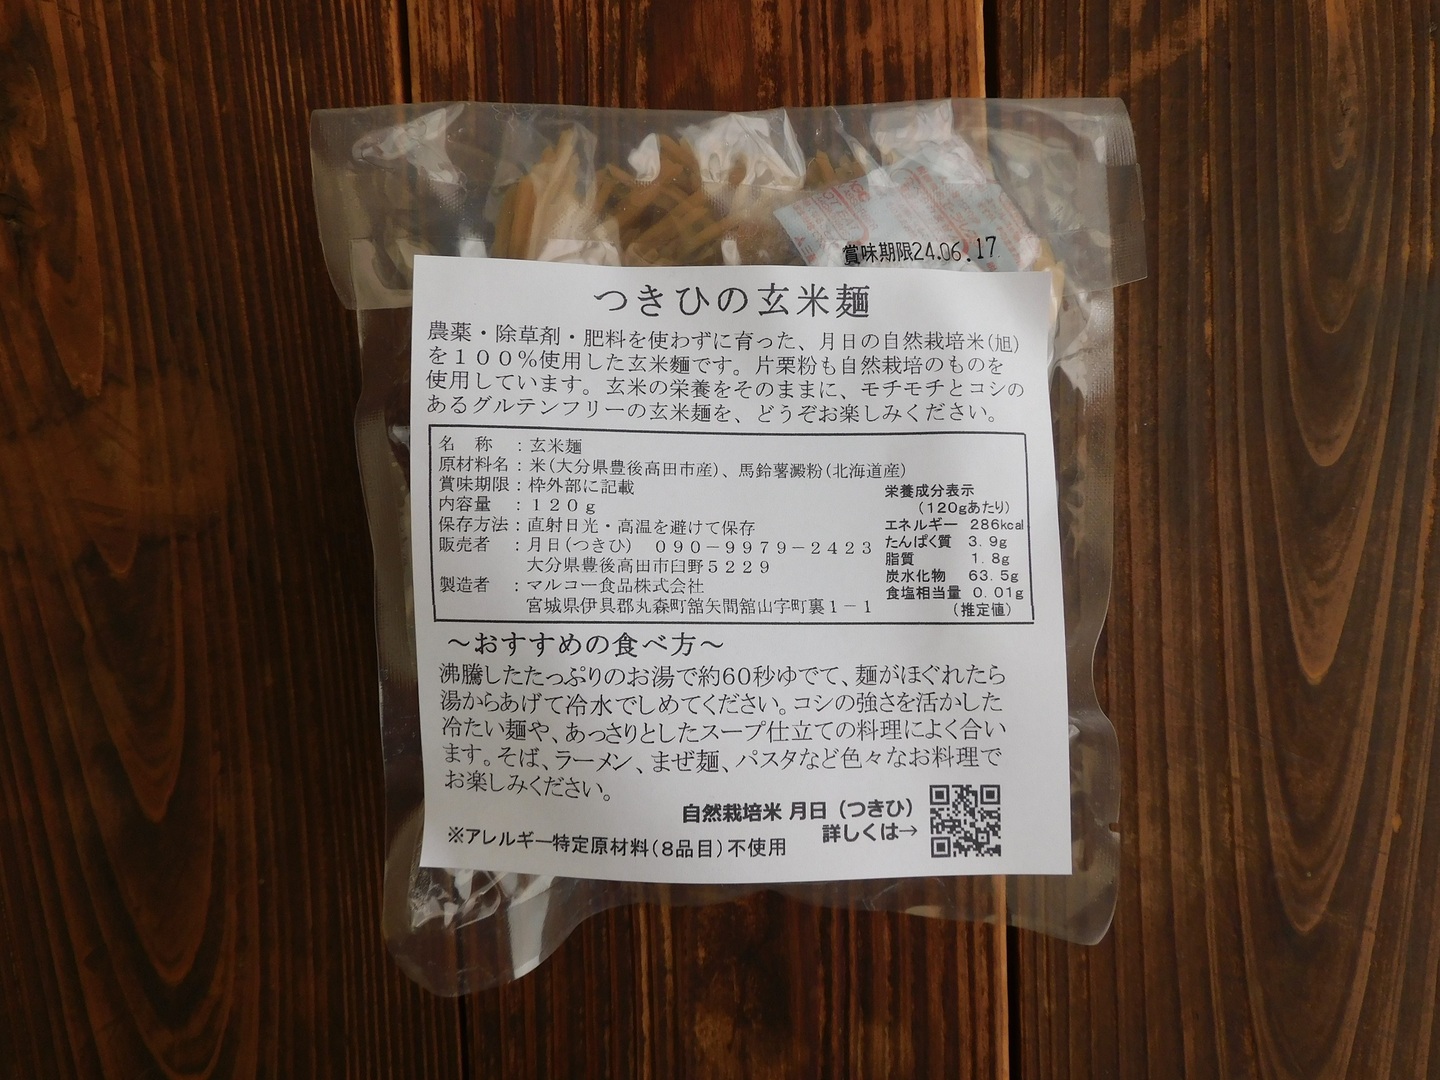 賞味期限24.06.17
つきひの玄米麺
農薬・除草剤・肥料を使わずに育った、月日の自然栽培米(旭)
を１００％使用した玄米麺です。片栗粉も自然栽培のものを
使用しています。玄米の栄養をそのままに、モチモチとコシの
あるグルテンフリーの玄米麺を、どうぞお楽しみください。
名　称　：玄米麺
原材料名：米(大分県豊後高田市産)、馬鈴薯澱粉(北海道産)
賞味期限：枠外部に記載
内容量　：１２０ｇ
保存方法：直射日光・高温を避けて保存
販売者　：月日(つきひ)　０９０－９９７９－２４２３
大分県豊後高田市臼野５２２９
製造者　：マルコー食品株式会社
宮城県伊具郡丸森町舘矢間舘山字町裏１－１
栄養成分表示
(120gあたり)
エネルギー 286kcal
たんぱく質 3.9g
脂質 1.8g
炭水化物 63.5g
食塩相当量 0.01g
(推定値)
～おすすめの食べ方～
沸騰したたっぷりのお湯で約60秒ゆでて、麺がほぐれたら
湯からあげて冷水でしめてください。コシの強さを活かした
冷たい麺や、あっさりとしたスープ仕立ての料理によく合い
ます。そば、ラーメン、まぜ麺、パスタなど色々なお料理で
お楽しみください。
自然栽培米 月日（つきひ）
詳しくは→
※アレルギー特定原材料(8品目)不使用